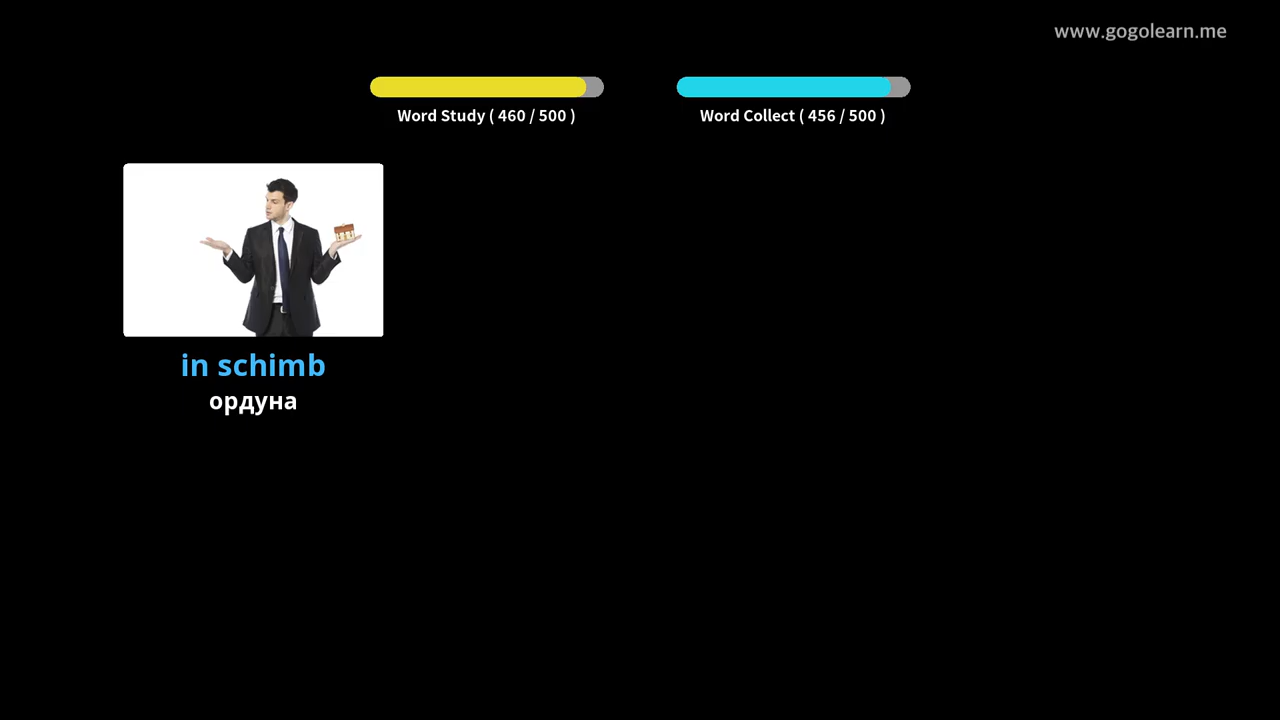 www.gogolearn.me
Word Study ( 460 / 500 )
Word Collect ( 456 / 500 )
in schimb
ордуна